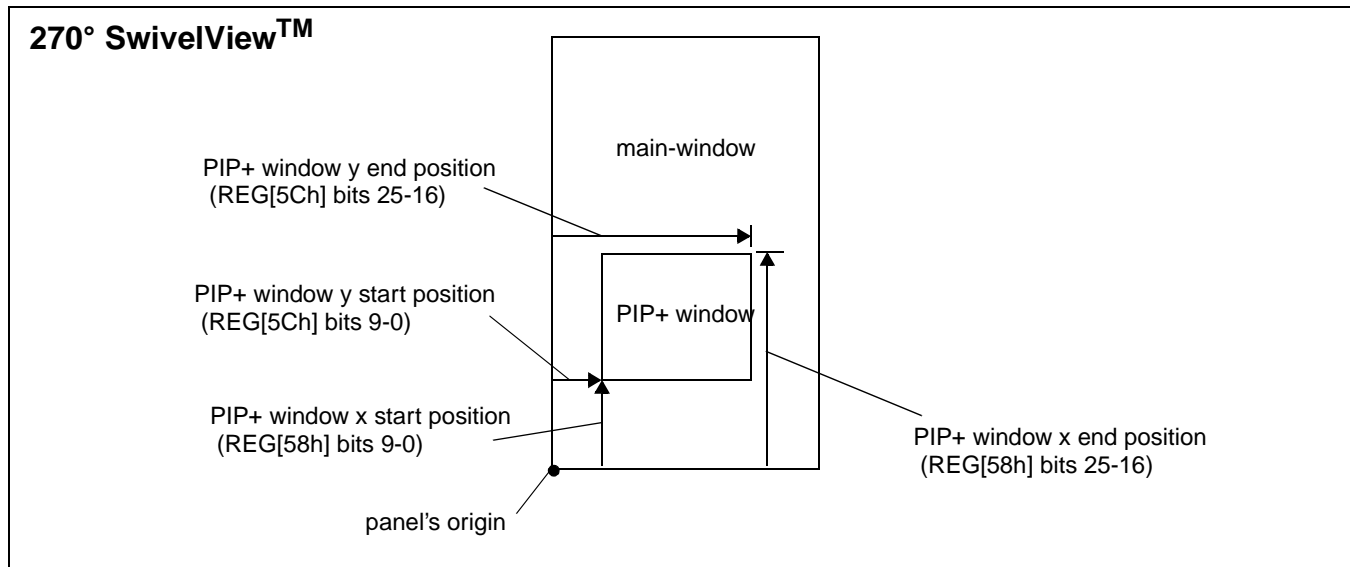 270° SwivelView™
main-window
PIP+ window y end position
(REG[5Ch] bits 25-16)
PIP+ window y start position
(REG[5Ch] bits 9-0)
PIP+ window
PIP+ window x start position
(REG[58h] bits 9-0)
PIP+ window x end position
(REG[58h] bits 25-16)
panel's origin